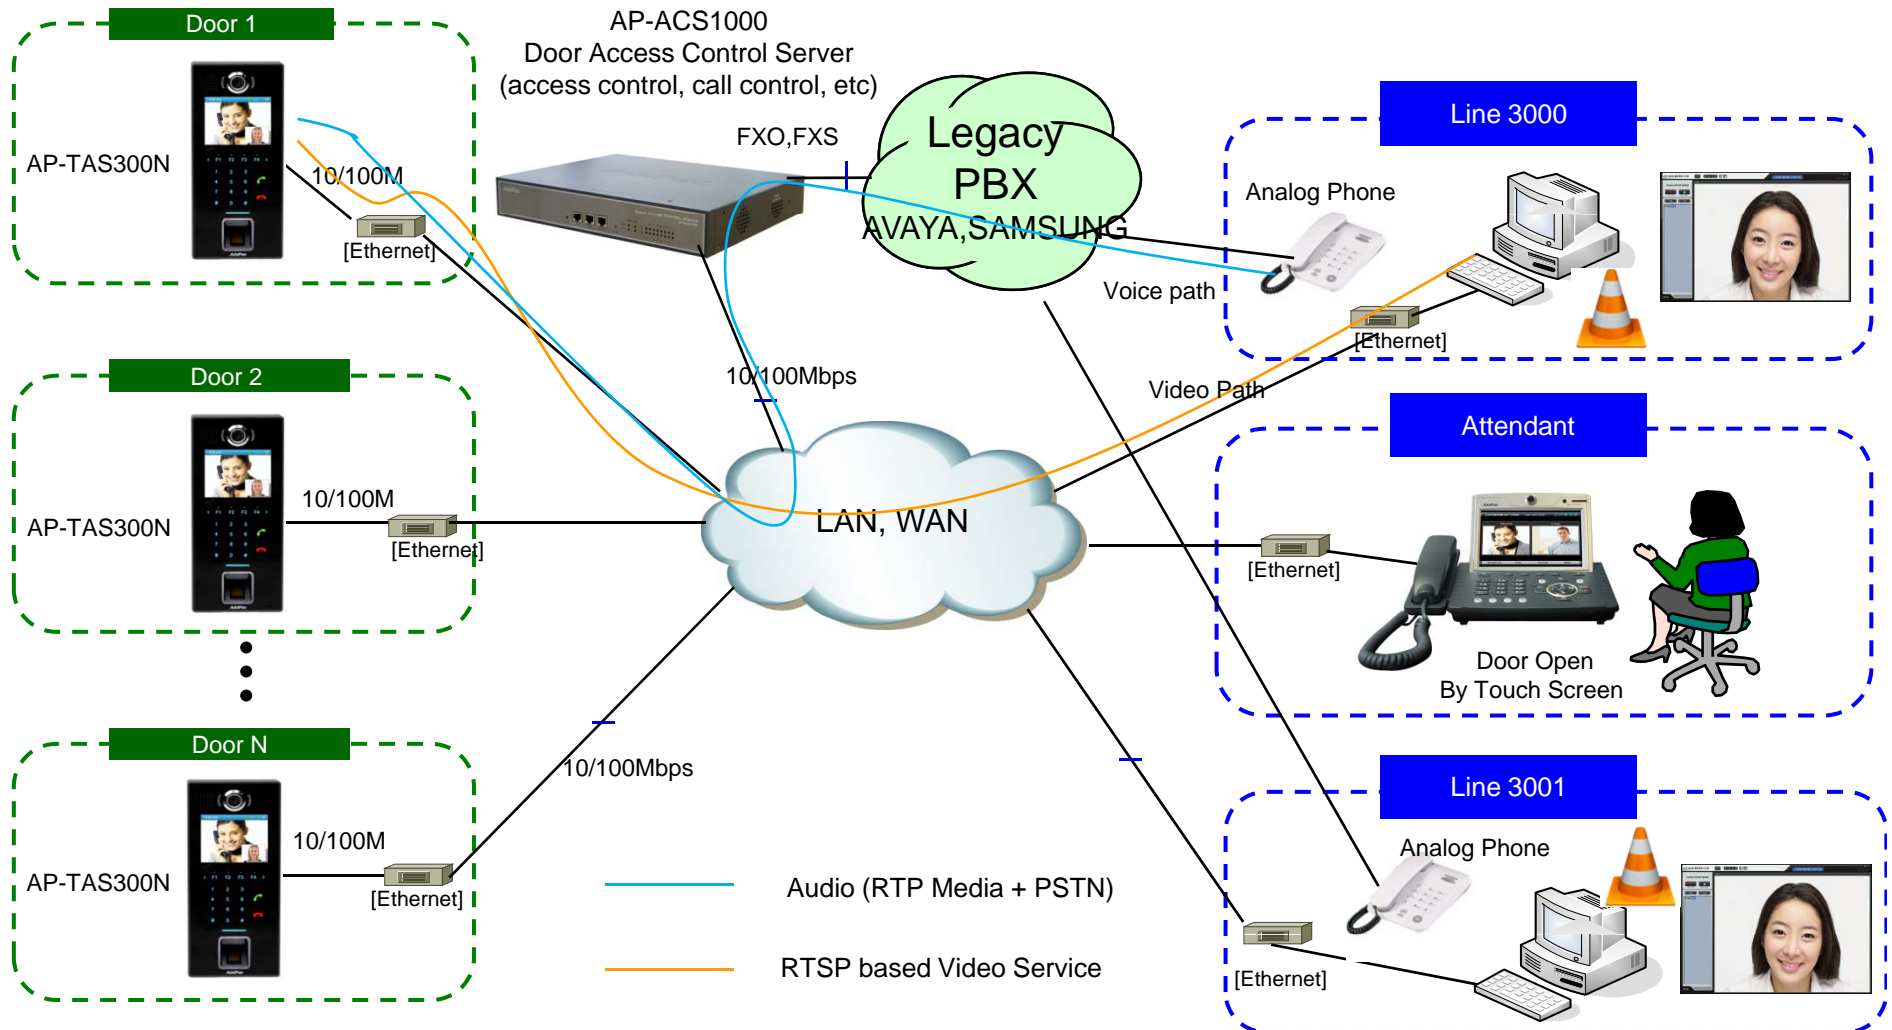 Door 1
AP-TAS300N
10/100M
[Ethernet]
AP-ACS1000
Door Access Control Server
(access control, call control, etc)
FXO,FXS
Legacy
PBX
AVAYA,SAMSUNG
Line 3000
Analog Phone
Voice path
[Ethernet]
Video Path
10/100Mbps
Door 2
AP-TAS300N
10/100M
[Ethernet]
LAN, WAN
Attendant
[Ethernet]
Door Open
By Touch Screen
Door N
AP-TAS300N
10/100M
[Ethernet]
10/100Mbps
Line 3001
Analog Phone
[Ethernet]
Audio (RTP Media + PSTN)
RTSP based Video Service